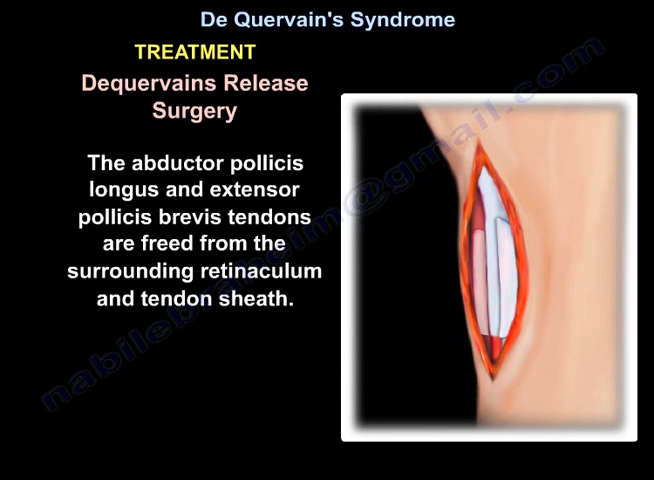 De Quervain's Syndrome
TREATMENT
Dequervains Release
Surgery
The abductor pollicis
longus and extensor
pollicis brevis tendons
are freed from the
surrounding retinaculum
and tendon sheath.
nabilebraheim@gmail.com